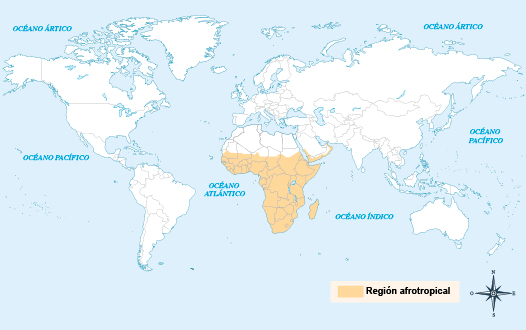 OCÉANO ÁRTICO
OCÉANO ÁRTICO
OCÉANO
PACÍFICO
OCÉANO PACÍFICO
OCÉANO
ATLÁNTICO
OCÉANO ÍNDICO
Región afrotropical
N
O
E
S